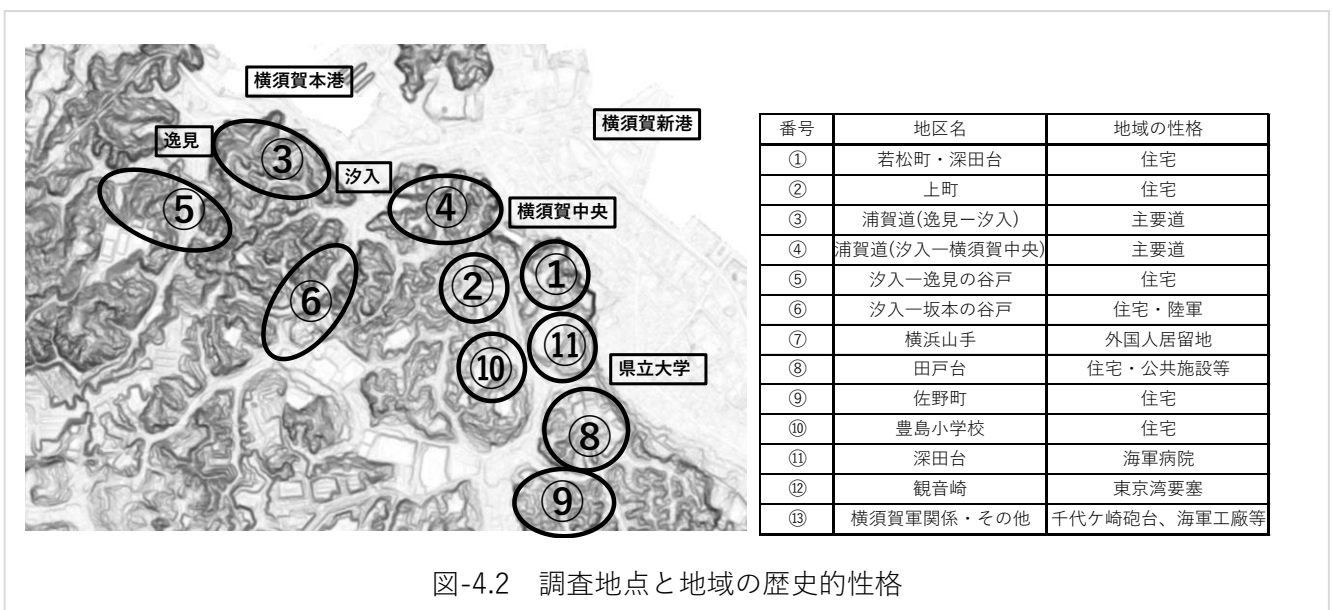 横須賀本港
横須賀新港
逸見
③
汐入
⑤
④
横須賀中央
①
⑥
②
⑪
⑩
県立大学
⑧
⑨
番号 地区名 地域の性格
① 若松町・深田台 住宅
② 上町 住宅
③ 浦賀道(逸見ー汐入) 主要道
④ 浦賀道(汐入ー横須賀中央) 主要道
⑤ 汐入ー逸見の谷戸 住宅
⑥ 汐入ー坂本の谷戸 住宅・陸軍
⑦ 横浜山手 外国人居留地
⑧ 田戸台 住宅・公共施設等
⑨ 佐野町 住宅
⑩ 豊島小学校 住宅
⑪ 深田台 海軍病院
⑫ 観音崎 東京湾要塞
⑬ 横須賀軍関係・その他 千代ケ崎砲台、海軍工廠等
図-4.2 調査地点と地域の歴史的性格